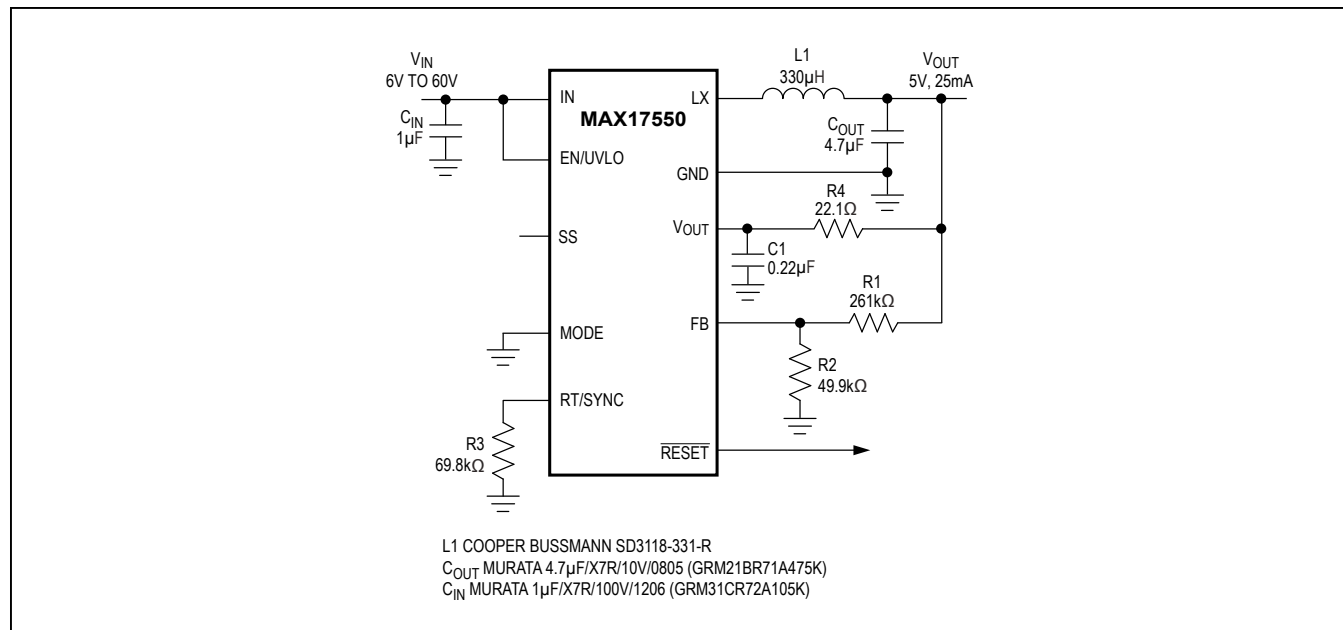 VIN
6V TO 60V
CIN
1µF
IN
EN/UVLO
SS
MODE
RT/SYNC
R3
69.8kΩ
MAX17550
LX
GND
VOUT
FB
RESET
L1
330µH
VOUT
5V, 25mA
COUT
4.7µF
R4
22.1Ω
C1
0.22µF
R1
261kΩ
R2
49.9kΩ
L1 COOPER BUSSMANN SD3118-331-R
COUT MURATA 4.7µF/X7R/10V/0805 (GRM21BR71A475K)
CIN MURATA 1µF/X7R/100V/1206 (GRM31CR72A105K)